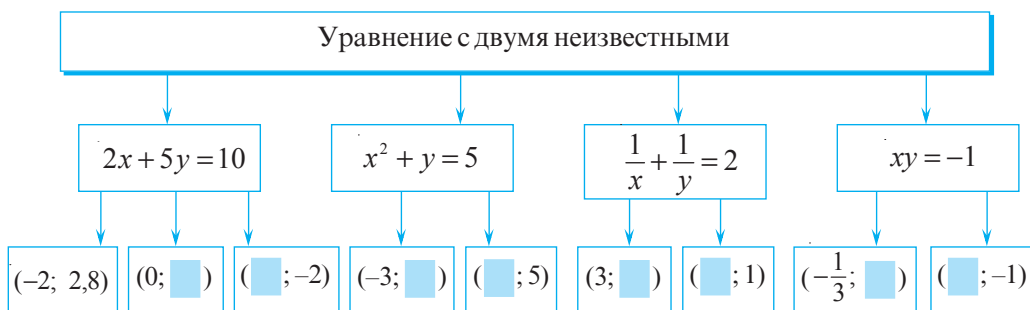 Уравнение с двумя неизвестными
2x + 5y = 10
x² + y = 5
1/x + 1/y = 2
xy = −1
(−2; 2,8)
(0; )
( ; −2)
(−3; )
( ; 5)
(3; )
( ; 1)
(−1/3; )
( ; −1)